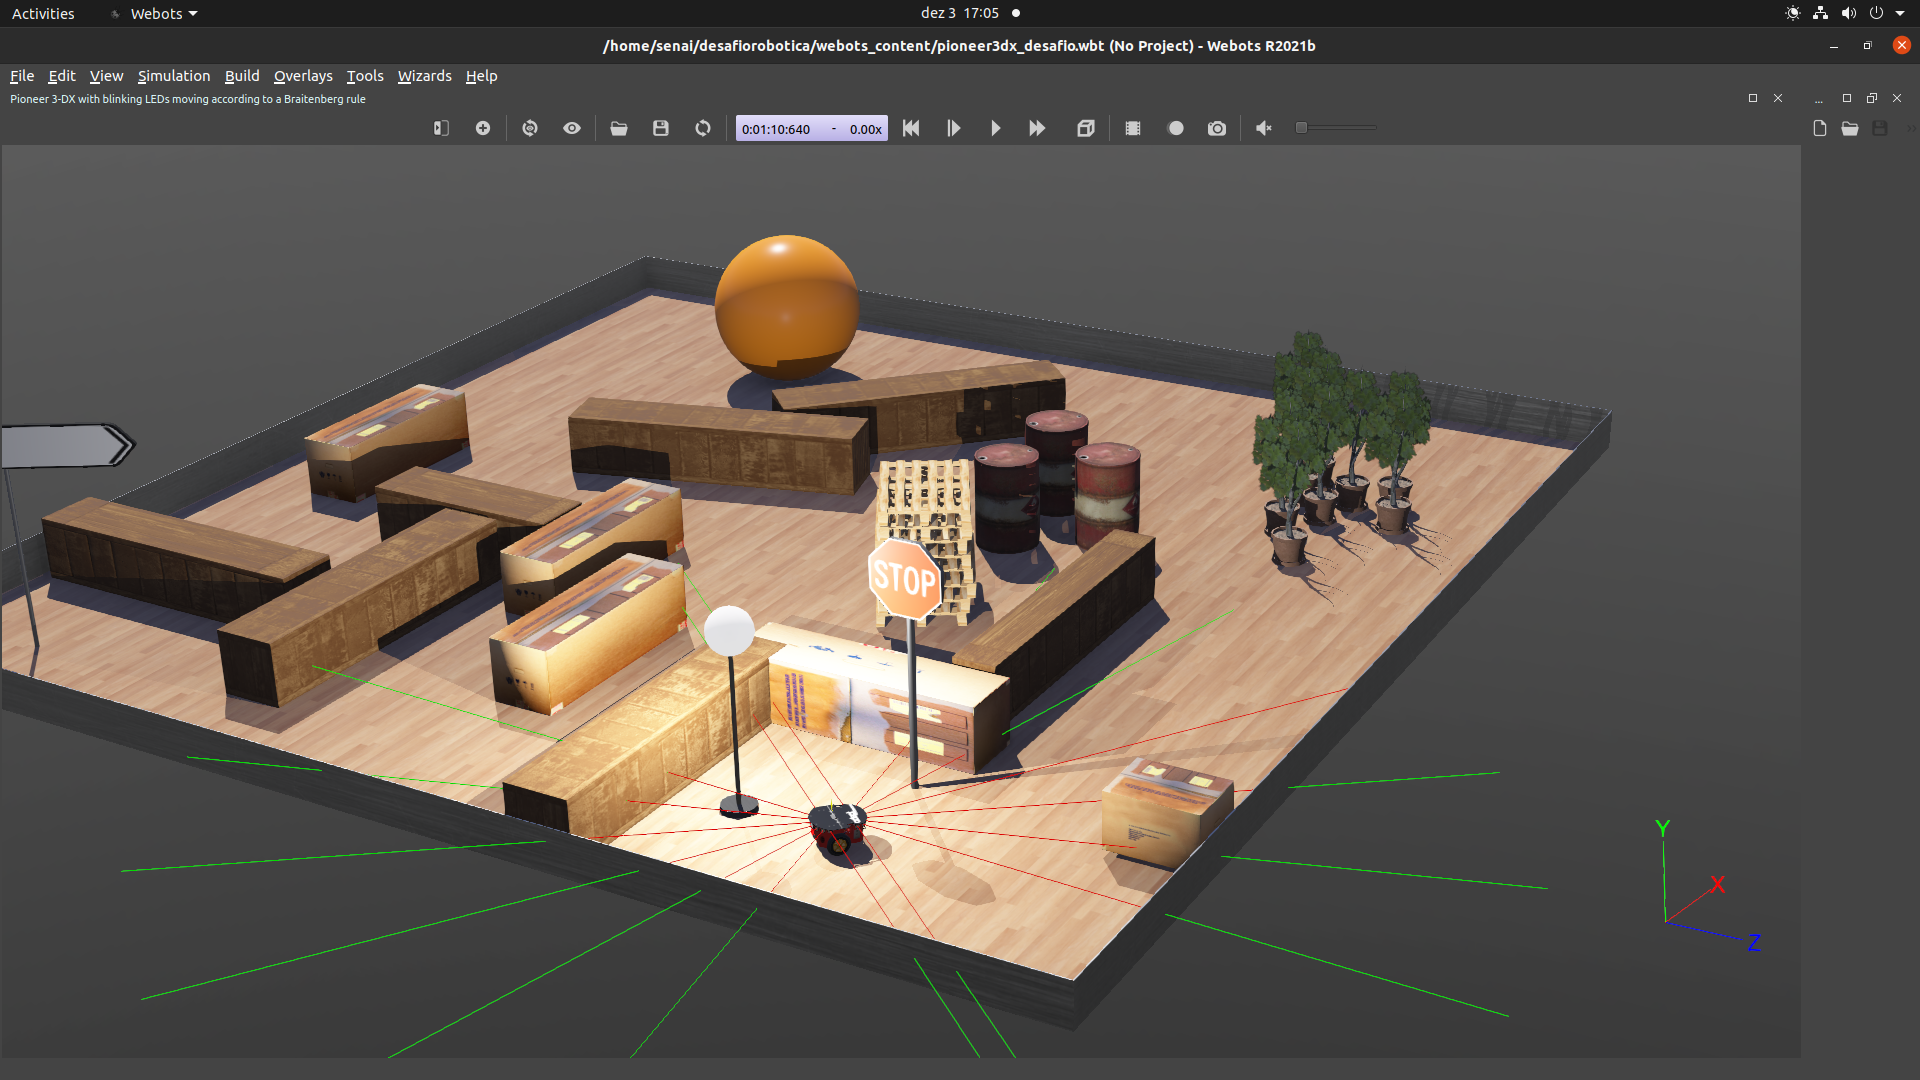 Activities
Webots
dez 3 17:05
/home/senai/desafiorobotica/webots_content/pioneer3dx_desafio.wbt (No Project) - Webots R2021b
File Edit View Simulation Build Overlays Tools Wizards Help
Pioneer 3-DX with blinking LEDs moving according to a Braitenberg rule
...
0:01:10:640 - 0.00x
STOP
Y
X
Z